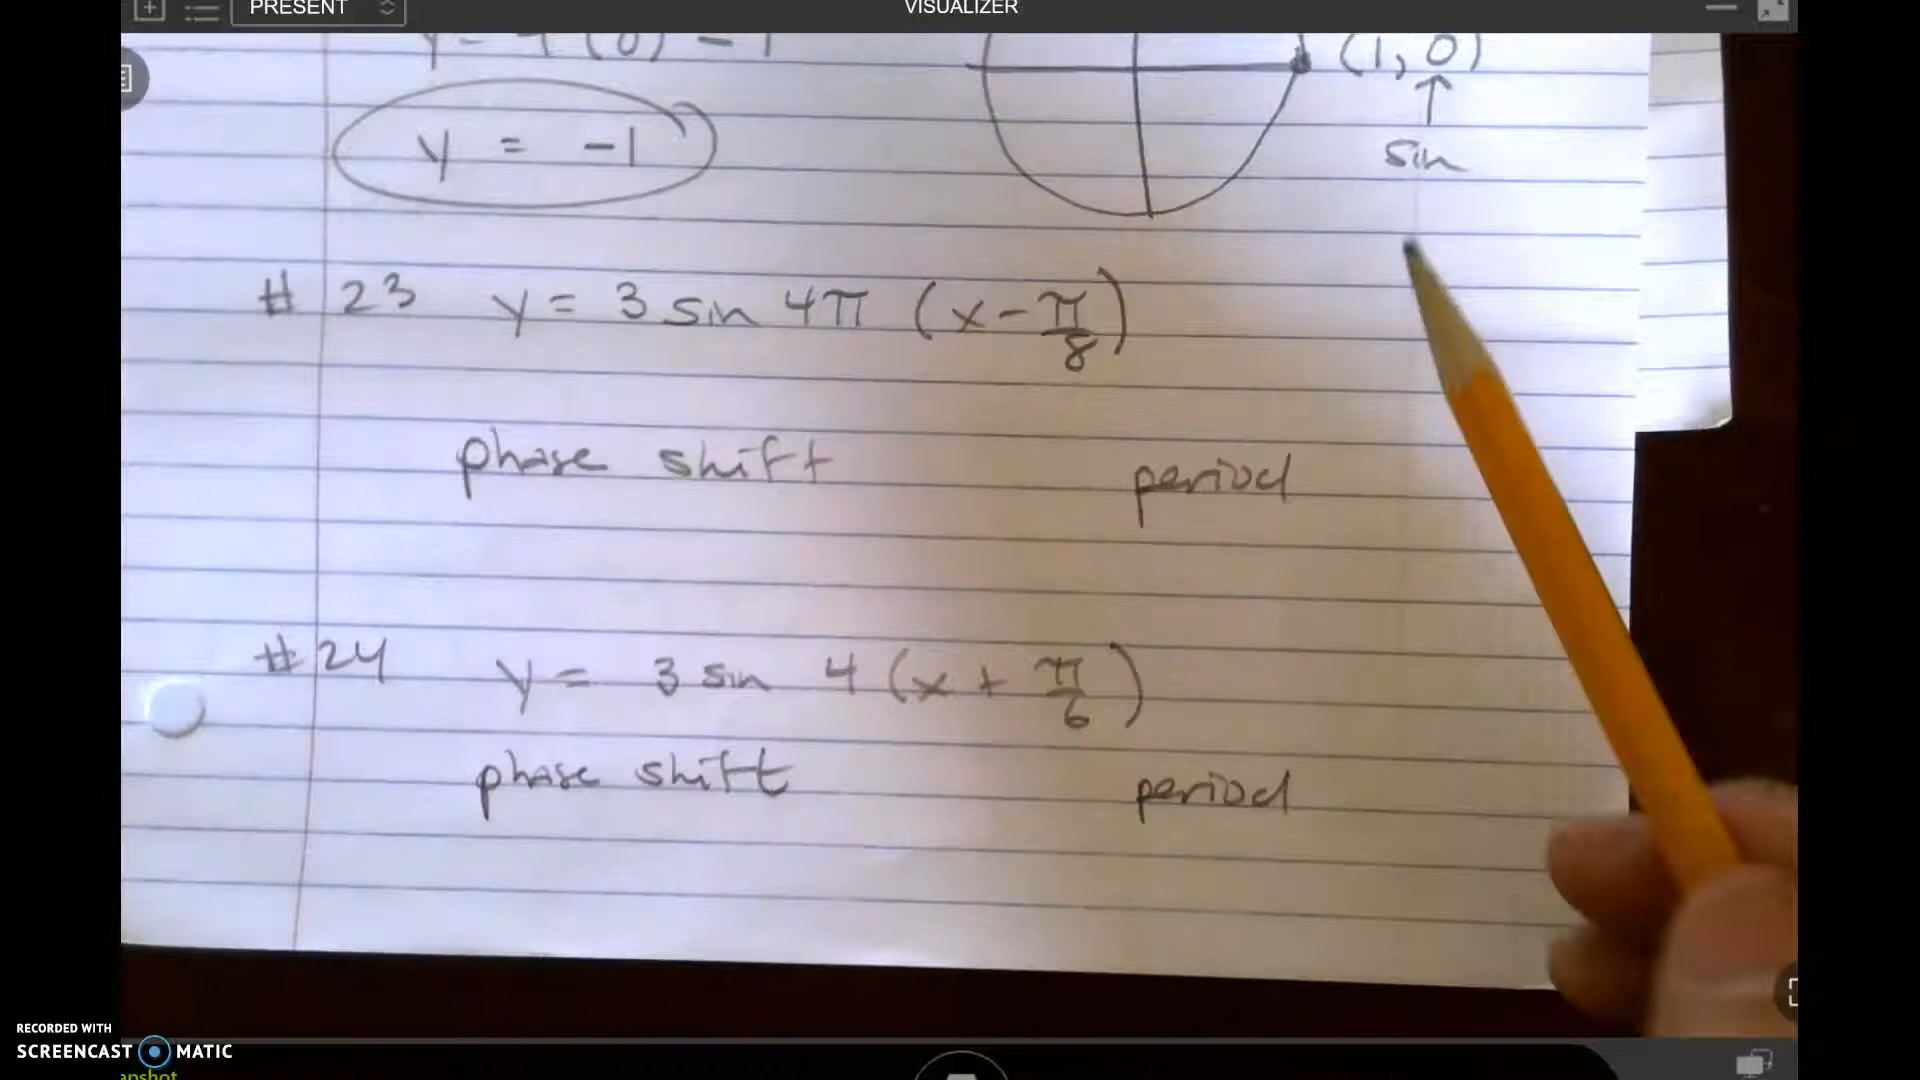 PRESENT
VISUALIZER
(1, 0)
y = -1
sin
# 23 y = 3 sin 4π (x - π/8)
phase shift period
# 24 y = 3 sin 4 (x + π/6)
phase shift period
RECORDED WITH
SCREENCAST MATIC